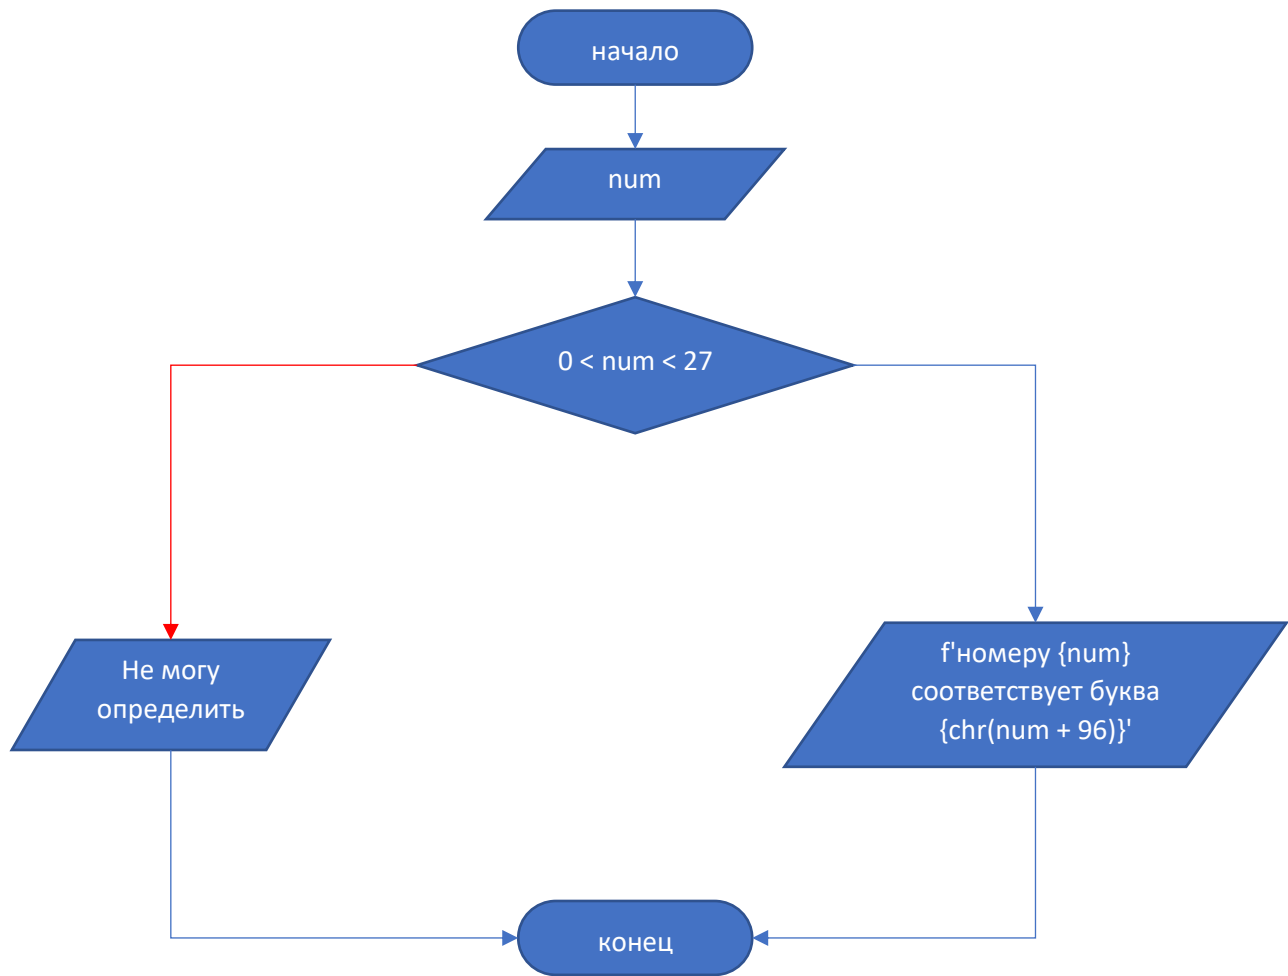 начало
num
0 < num < 27
Не могу
определить
f'номеру {num}
соответствует буква
{chr(num + 96)}'
конец